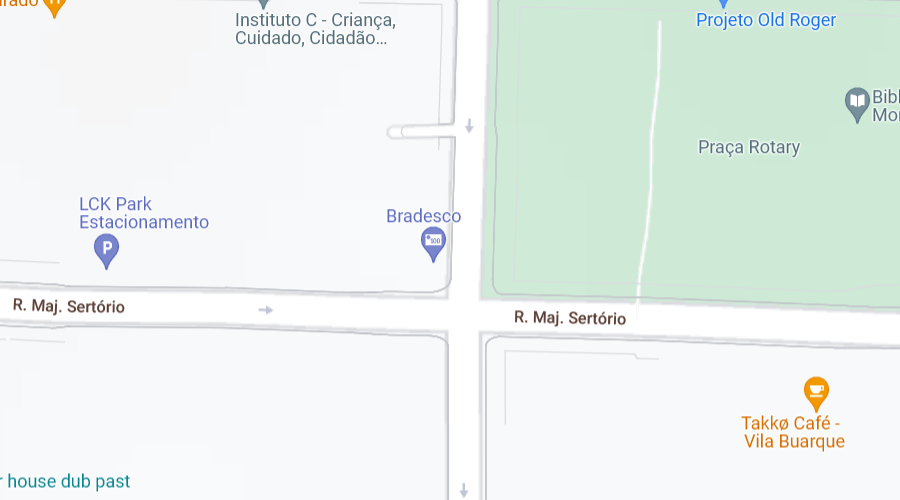 Instituto C - Criança,
Cuidado, Cidadão...
Projeto Old Roger
Praça Rotary
LCK Park
Estacionamento
P
Bradesco
R. Maj. Sertório
R. Maj. Sertório
Takkø Café -
Vila Buarque
house dub past